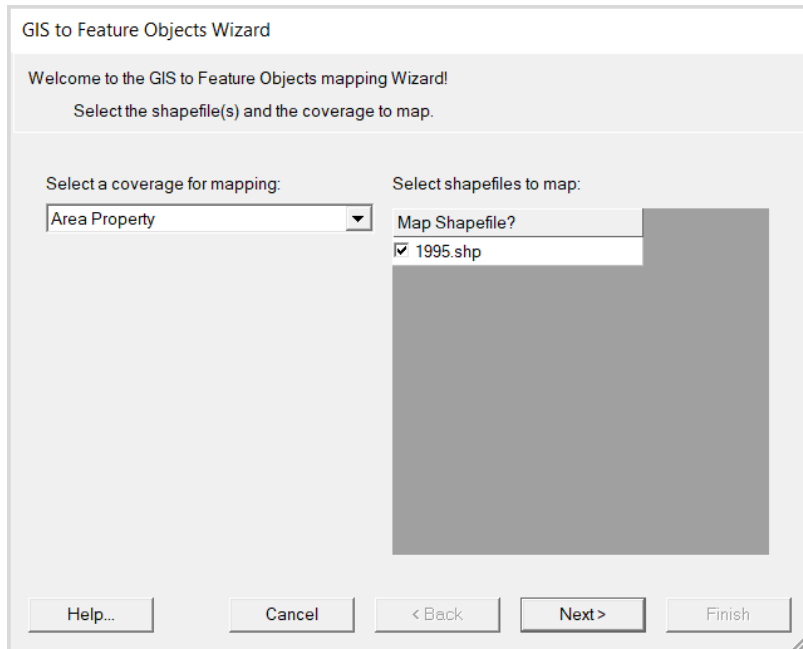 GIS to Feature Objects Wizard
Welcome to the GIS to Feature Objects mapping Wizard!
Select the shapefile(s) and the coverage to map.
Select a coverage for mapping:
Area Property
Select shapefiles to map:
Map Shapefile?
1995.shp
Help...
Cancel
< Back
Next >
Finish